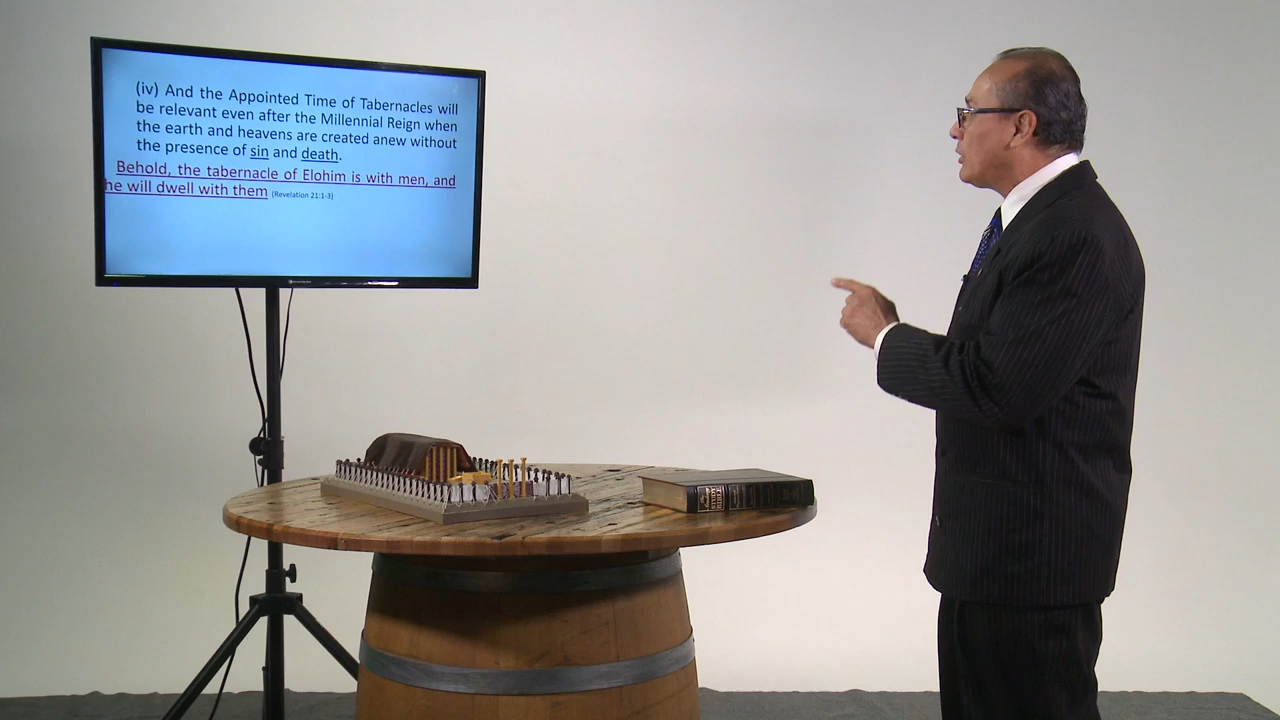 (iv) And the Appointed Time of Tabernacles will
be relevant even after the Millennial Reign when
the earth and heavens are created anew without
the presence of sin and death.
Behold, the tabernacle of Elohim is with men, and
he will dwell with them (Revelation 21:1-3)
STUDY
BIBLE